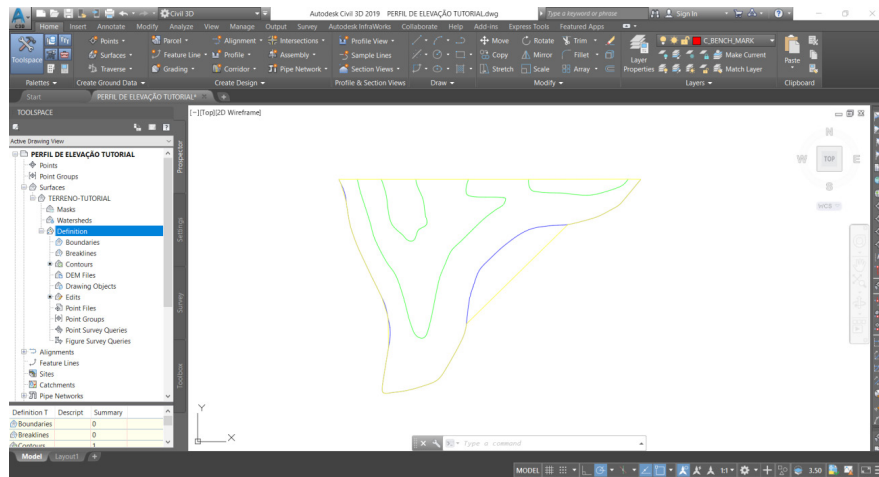 Civil 3D
Autodesk Civil 3D 2019 PERFIL DE ELEVAÇÃO TUTORIAL.dwg
Type a keyword or phrase
Sign In
Home Insert Annotate Modify Analyze View Manage Output Survey Autodesk InfraWorks Collaborate Help Add-ins Express Tools Featured Apps
Toolspace
Points
Surfaces
Traverse
Parcel
Feature Line
Grading
Alignment
Profile
Corridor
Intersections
Assembly
Pipe Network
Profile View
Sample Lines
Section Views
Move Rotate Trim
Copy Mirror Fillet
Stretch Scale Array
Layer
Properties
C_BENCH_MARK
Make Current
Match Layer
Paste
Palettes Create Ground Data Create Design Profile & Section Views Draw Modify Layers Clipboard
Start PERFIL DE ELEVAÇÃO TUTORIAL*
TOOLSPACE
Active Drawing View
PERFIL DE ELEVAÇÃO TUTORIAL
Points
Point Groups
Surfaces
TERRENO-TUTORIAL
Masks
Watersheds
Definition
Boundaries
Breaklines
Contours
DEM Files
Drawing Objects
Edits
Point Files
Point Groups
Point Survey Queries
Figure Survey Queries
Alignments
Feature Lines
Sites
Catchments
Pipe Networks
Definition T Descript Summary
Boundaries 0
Breaklines 0
Contours 1
Prospector
Settings
Survey
Toolbox
[−][Top][2D Wireframe]
N
W TOP E
S
WCS
Y
X
Type a command
Model Layout1
MODEL 1:1 3.50